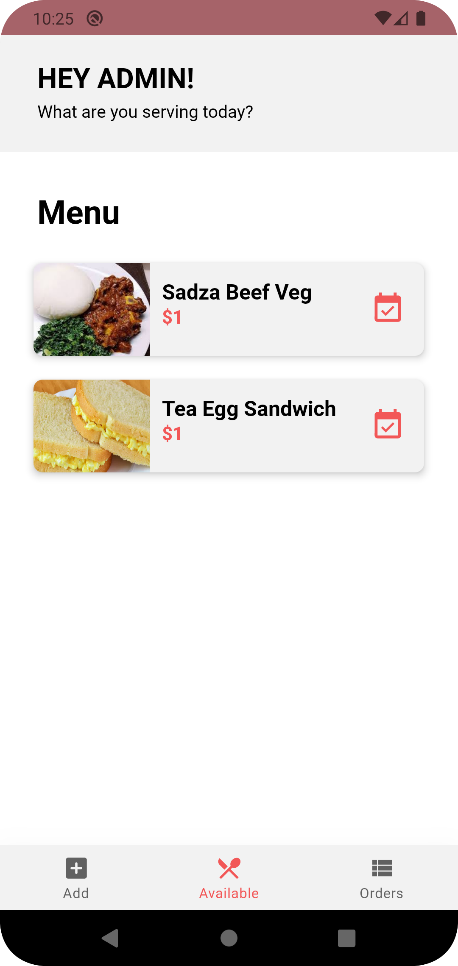 10:25
HEY ADMIN!
What are you serving today?
Menu
Sadza Beef Veg
$1
Tea Egg Sandwich
$1
Add
Available
Orders